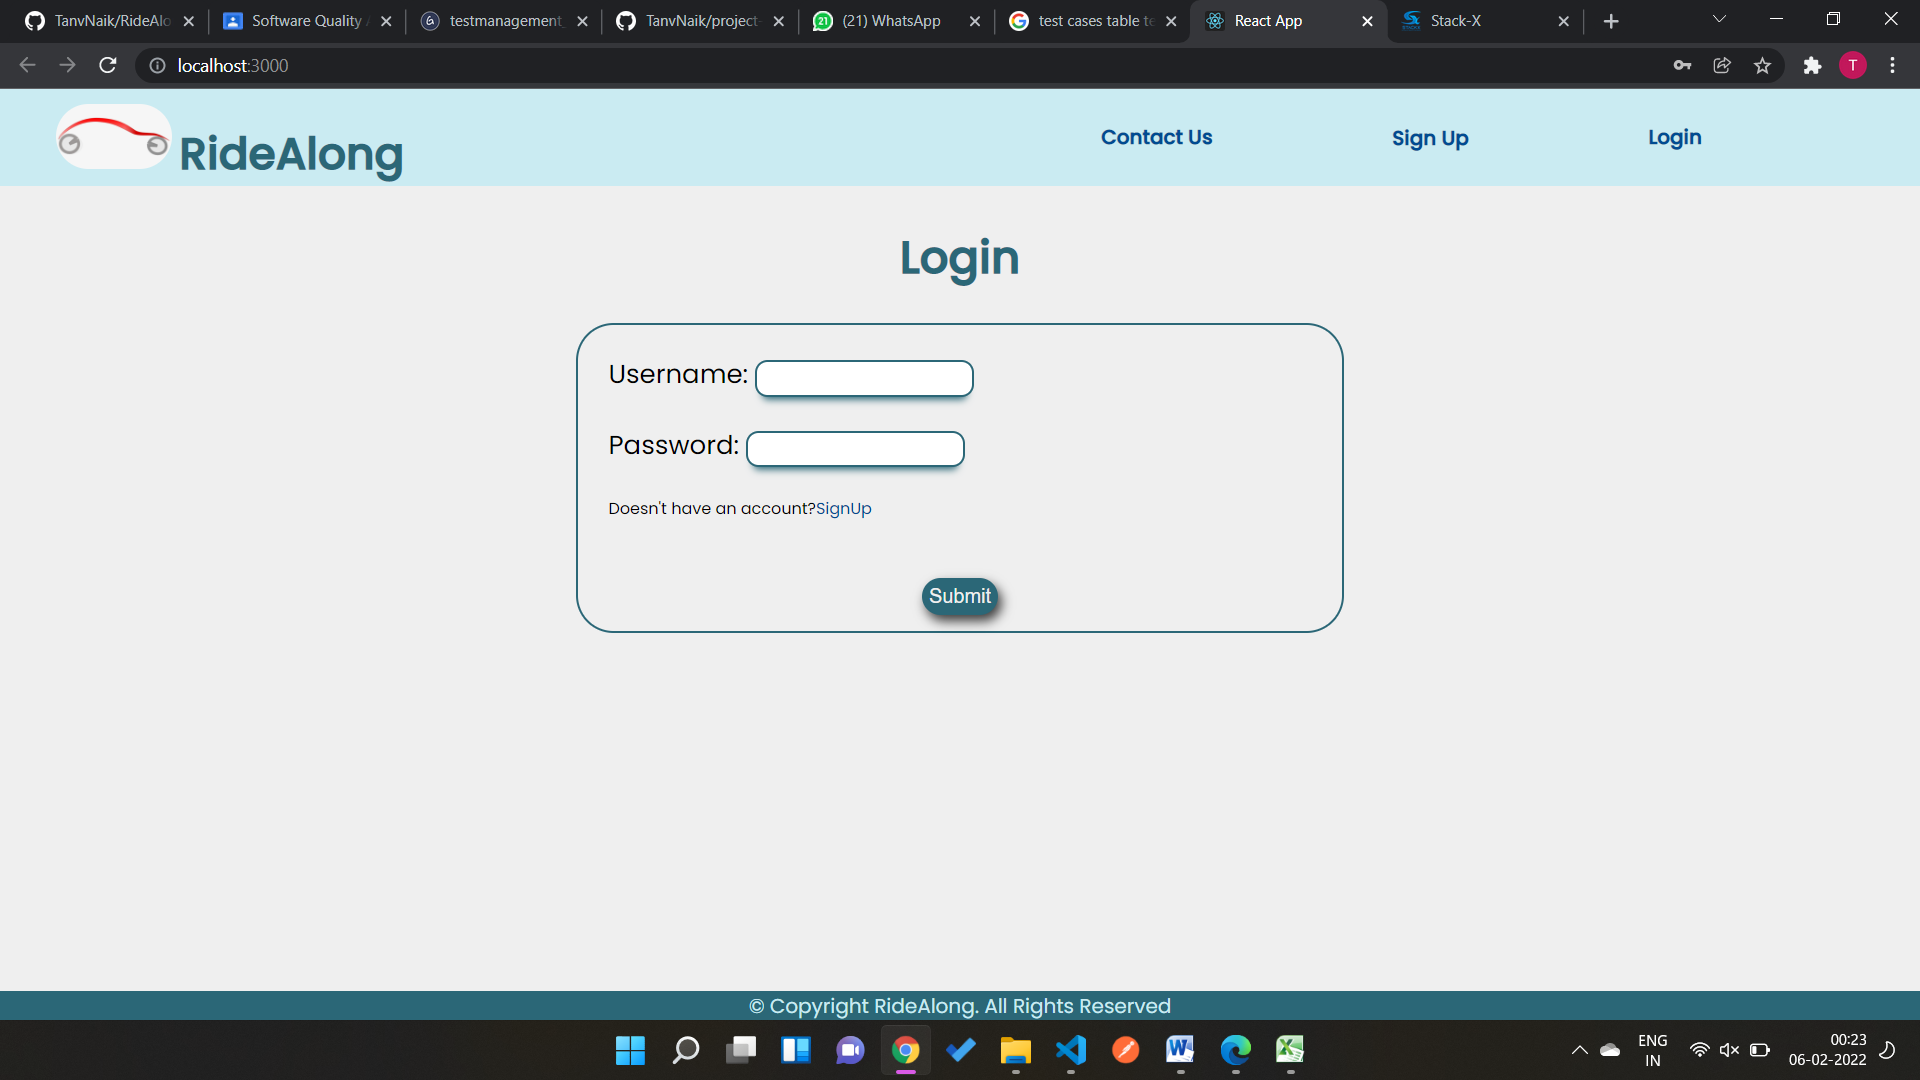 TanvNaik/RideAlo
Software Quality
testmanagement_
TanvNaik/project-
(21) WhatsApp
test cases table te
React App
Stack-X
localhost:3000
T
RideAlong
Contact Us
Sign Up
Login
Login
Username:
Password:
Doesn't have an account?SignUp
Submit
© Copyright RideAlong. All Rights Reserved
ENG
IN
00:23
06-02-2022